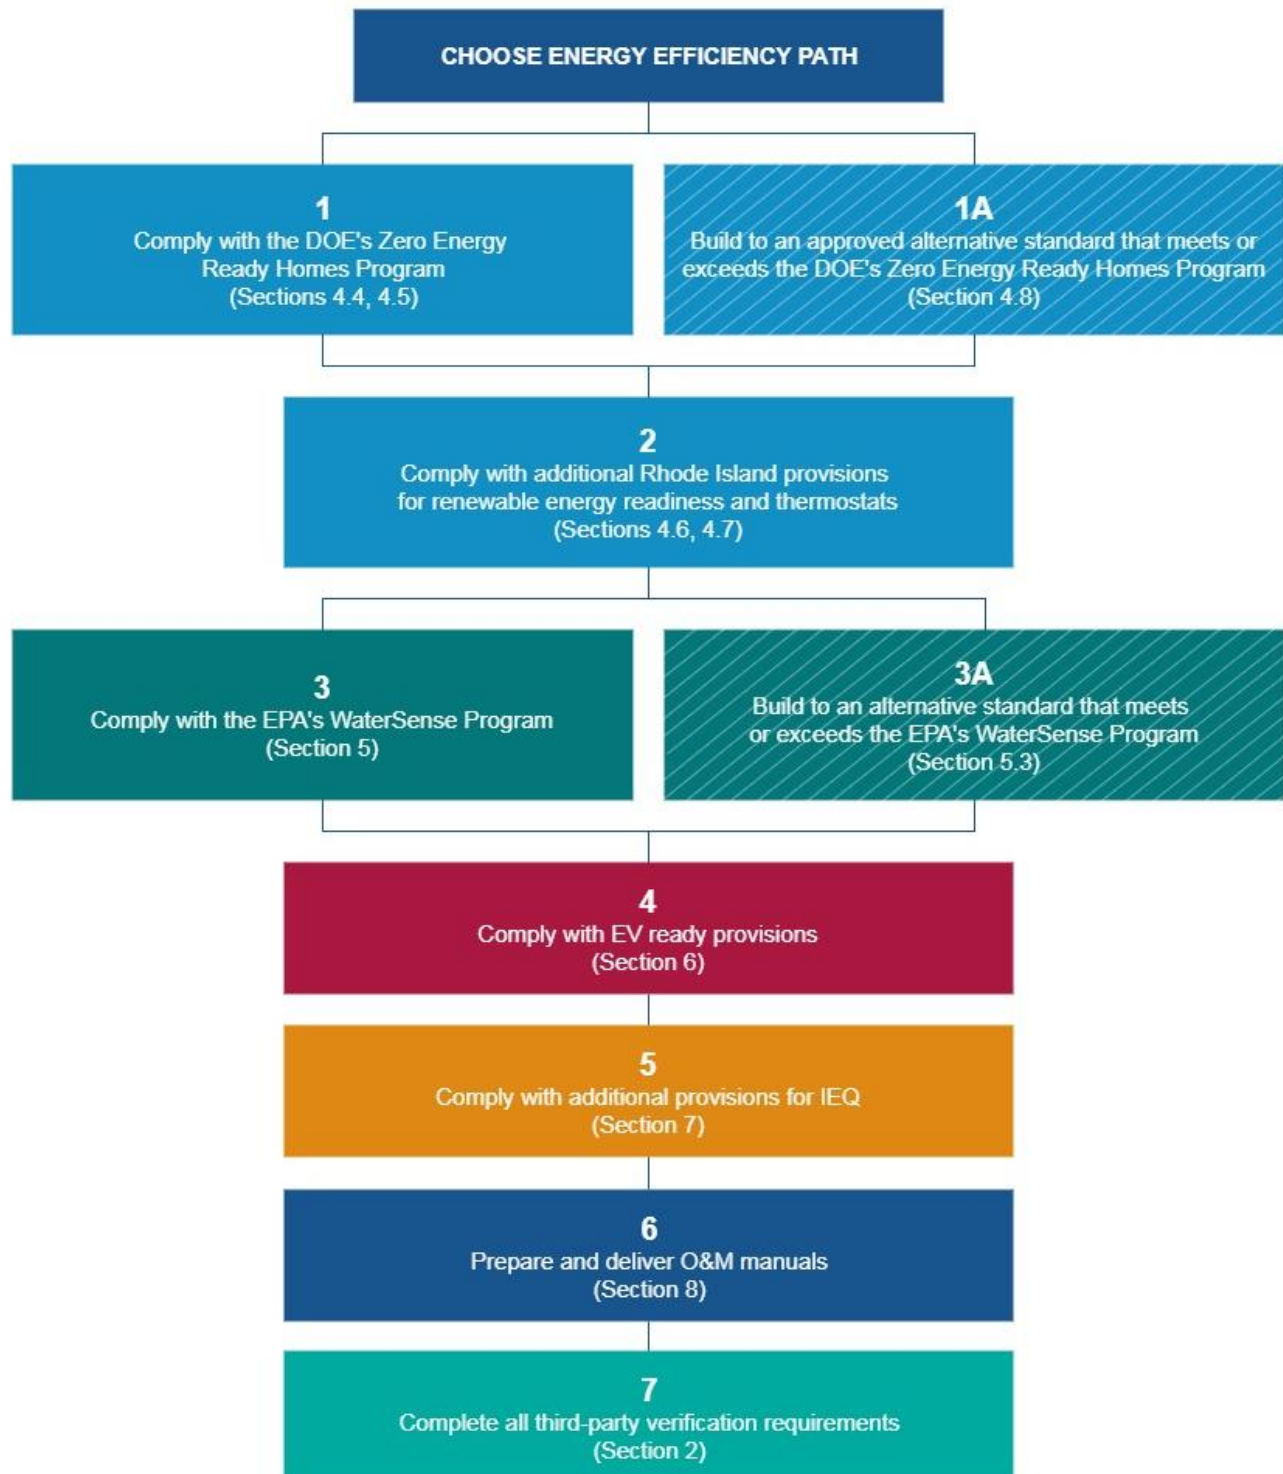 CHOOSE ENERGY EFFICIENCY PATH
1
Comply with the DOE's Zero Energy
Ready Homes Program
(Sections 4.4, 4.5)
1A
Build to an approved alternative standard that meets or
exceeds the DOE's Zero Energy Ready Homes Program
(Section 4.8)
2
Comply with additional Rhode Island provisions
for renewable energy readiness and thermostats
(Sections 4.6, 4.7)
3
Comply with the EPA's WaterSense Program
(Section 5)
3A
Build to an alternative standard that meets
or exceeds the EPA's WaterSense Program
(Section 5.3)
4
Comply with EV ready provisions
(Section 6)
5
Comply with additional provisions for IEQ
(Section 7)
6
Prepare and deliver O&M manuals
(Section 8)
7
Complete all third-party verification requirements
(Section 2)